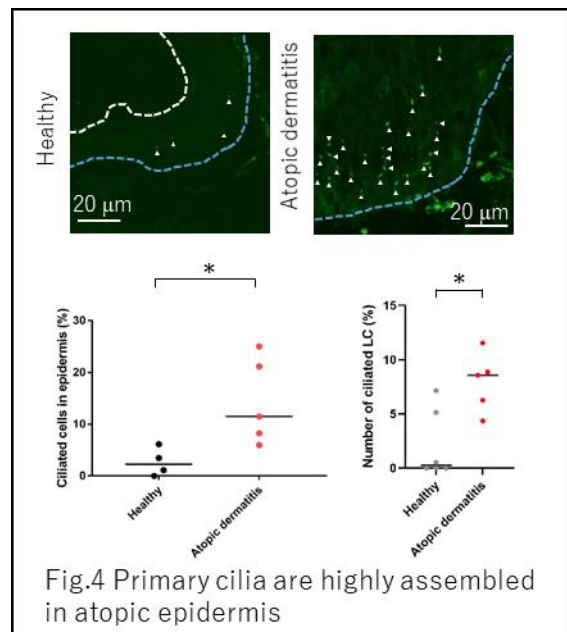 Healthy
20 μm
Atopic dermatitis
20 μm
*
Ciliated cells in epidermis (%)
30
20
10
0
Healthy
Atopic dermatitis
*
Number of ciliated LC (%)
15
10
5
0
Healthy
Atopic dermatitis
Fig.4 Primary cilia are highly assembled
in atopic epidermis